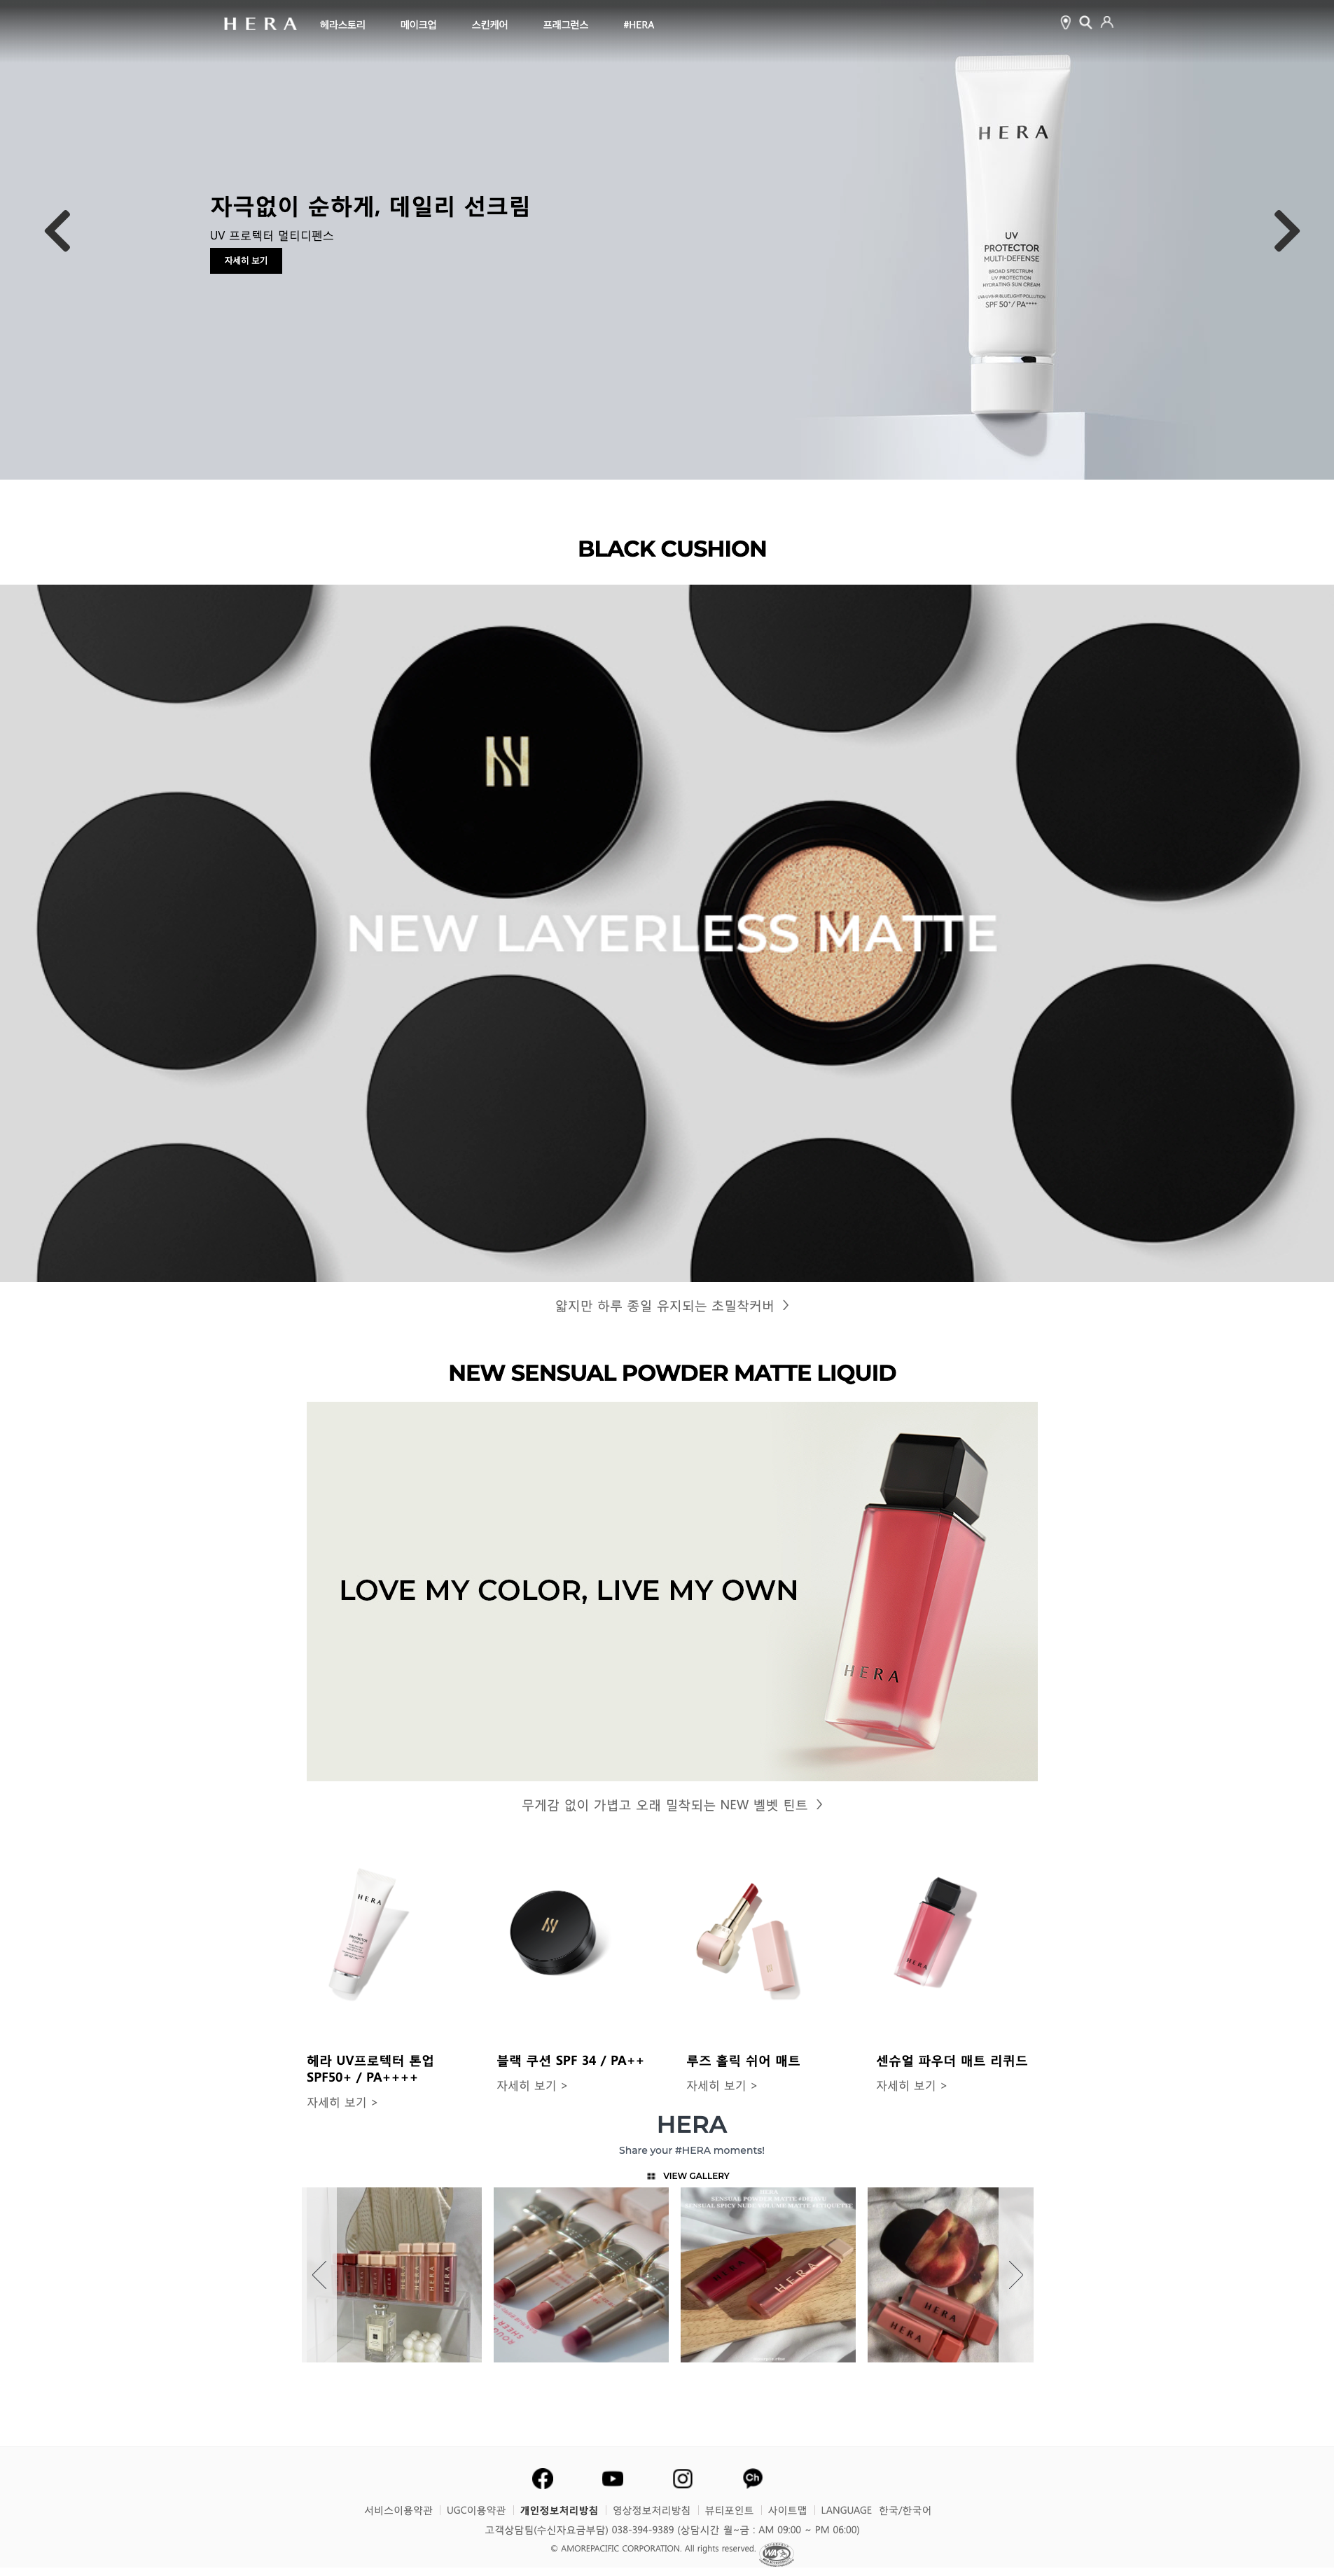 HERA 헤라스토리 메이크업 스킨케어 프래그런스 #HERA
HERA
자극없이 순하게, 데일리 선크림
UV 프로텍터 멀티디펜스
자세히 보기
UV
PROTECTOR
MULTI-DEFENSE
BROAD SPECTRUM
UV PROTECTION
HYDRATING SUN CREAM
SPF 50+/ PA++++
BLACK CUSHION
NEW LAYERLESS MATTE
얇지만 하루 종일 유지되는 초밀착커버 >
NEW SENSUAL POWDER MATTE LIQUID
LOVE MY COLOR, LIVE MY OWN
HERA
무게감 없이 가볍고 오래 밀착되는 NEW 벨벳 틴트 >
HERA
HERA
헤라 UV프로텍터 톤업
SPF50+ / PA++++
자세히 보기 >
블랙 쿠션 SPF 34 / PA++
자세히 보기 >
루즈 홀릭 쉬어 매트
자세히 보기 >
센슈얼 파우더 매트 리퀴드
자세히 보기 >
HERA
Share your #HERA moments!
VIEW GALLERY
HERA
HERA
HERA
HERA
서비스이용약관 UGC이용약관 개인정보처리방침 영상정보처리방침 뷰티포인트 사이트맵 LANGUAGE 한국/한국어
고객상담팀(수신자요금부담) 038-394-9389 (상담시간 월~금 : AM 09:00 ~ PM 06:00)
© AMOREPACIFIC CORPORATION. All rights reserved.